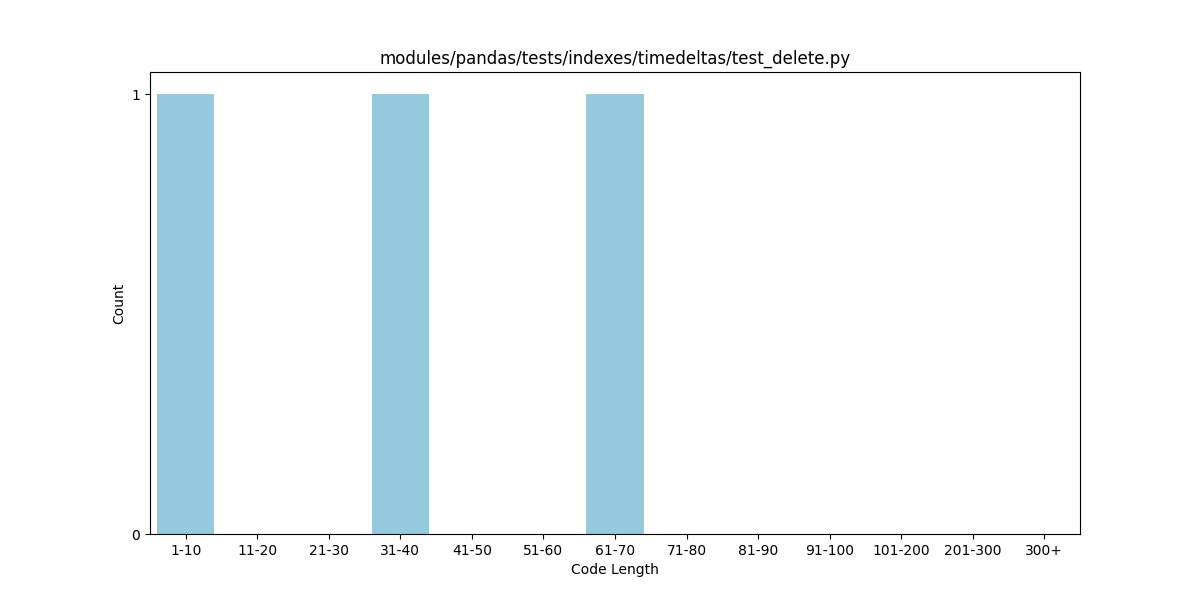 modules/pandas/tests/indexes/timedeltas/test_delete.py
Count
1
0
1-10 11-20 21-30 31-40 41-50 51-60 61-70 71-80 81-90 91-100 101-200 201-300 300+
Code Length